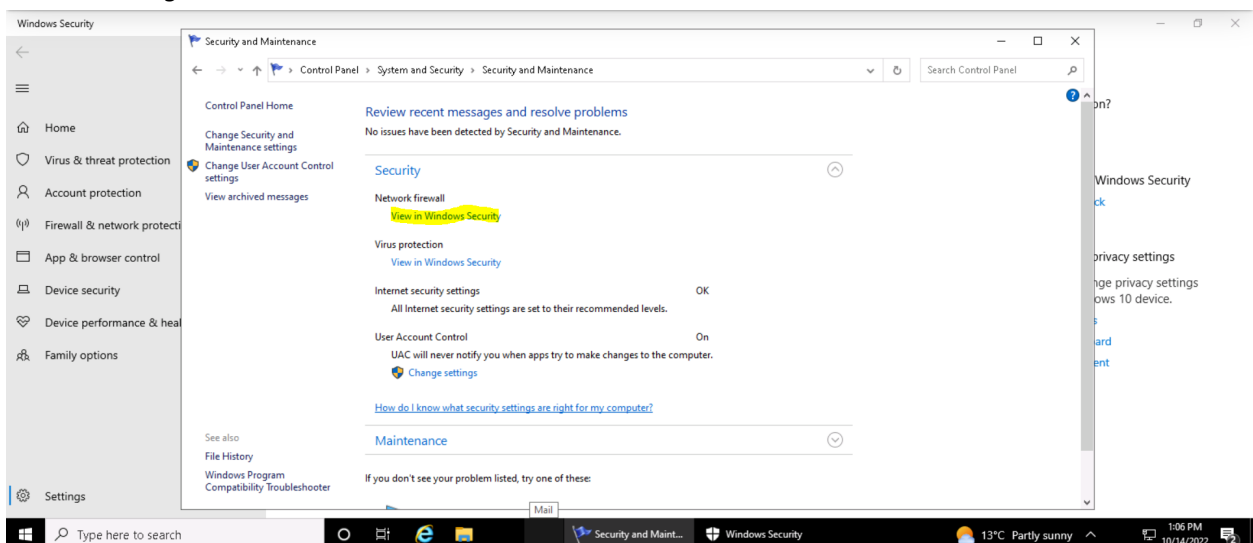 Windows Security
Home
Virus & threat protection
Account protection
Firewall & network protecti
App & browser control
Device security
Device performance & heal
Family options
Settings
Security and Maintenance
Control Panel > System and Security > Security and Maintenance
Search Control Panel
Control Panel Home
Change Security and
Maintenance settings
Change User Account Control
settings
View archived messages
See also
File History
Windows Program
Compatibility Troubleshooter
Review recent messages and resolve problems
No issues have been detected by Security and Maintenance.
Security
Network firewall
View in Windows Security
Virus protection
View in Windows Security
Internet security settings OK
All Internet security settings are set to their recommended levels.
User Account Control On
UAC will never notify you when apps try to make changes to the computer.
Change settings
How do I know what security settings are right for my computer?
Maintenance
If you don't see your problem listed, try one of these:
Mail
on?
Windows Security
ck
privacy settings
nge privacy settings
ows 10 device.
s
ard
ent
Type here to search
Security and Maint...
Windows Security
13°C Partly sunny
1:06 PM
10/14/2022
2